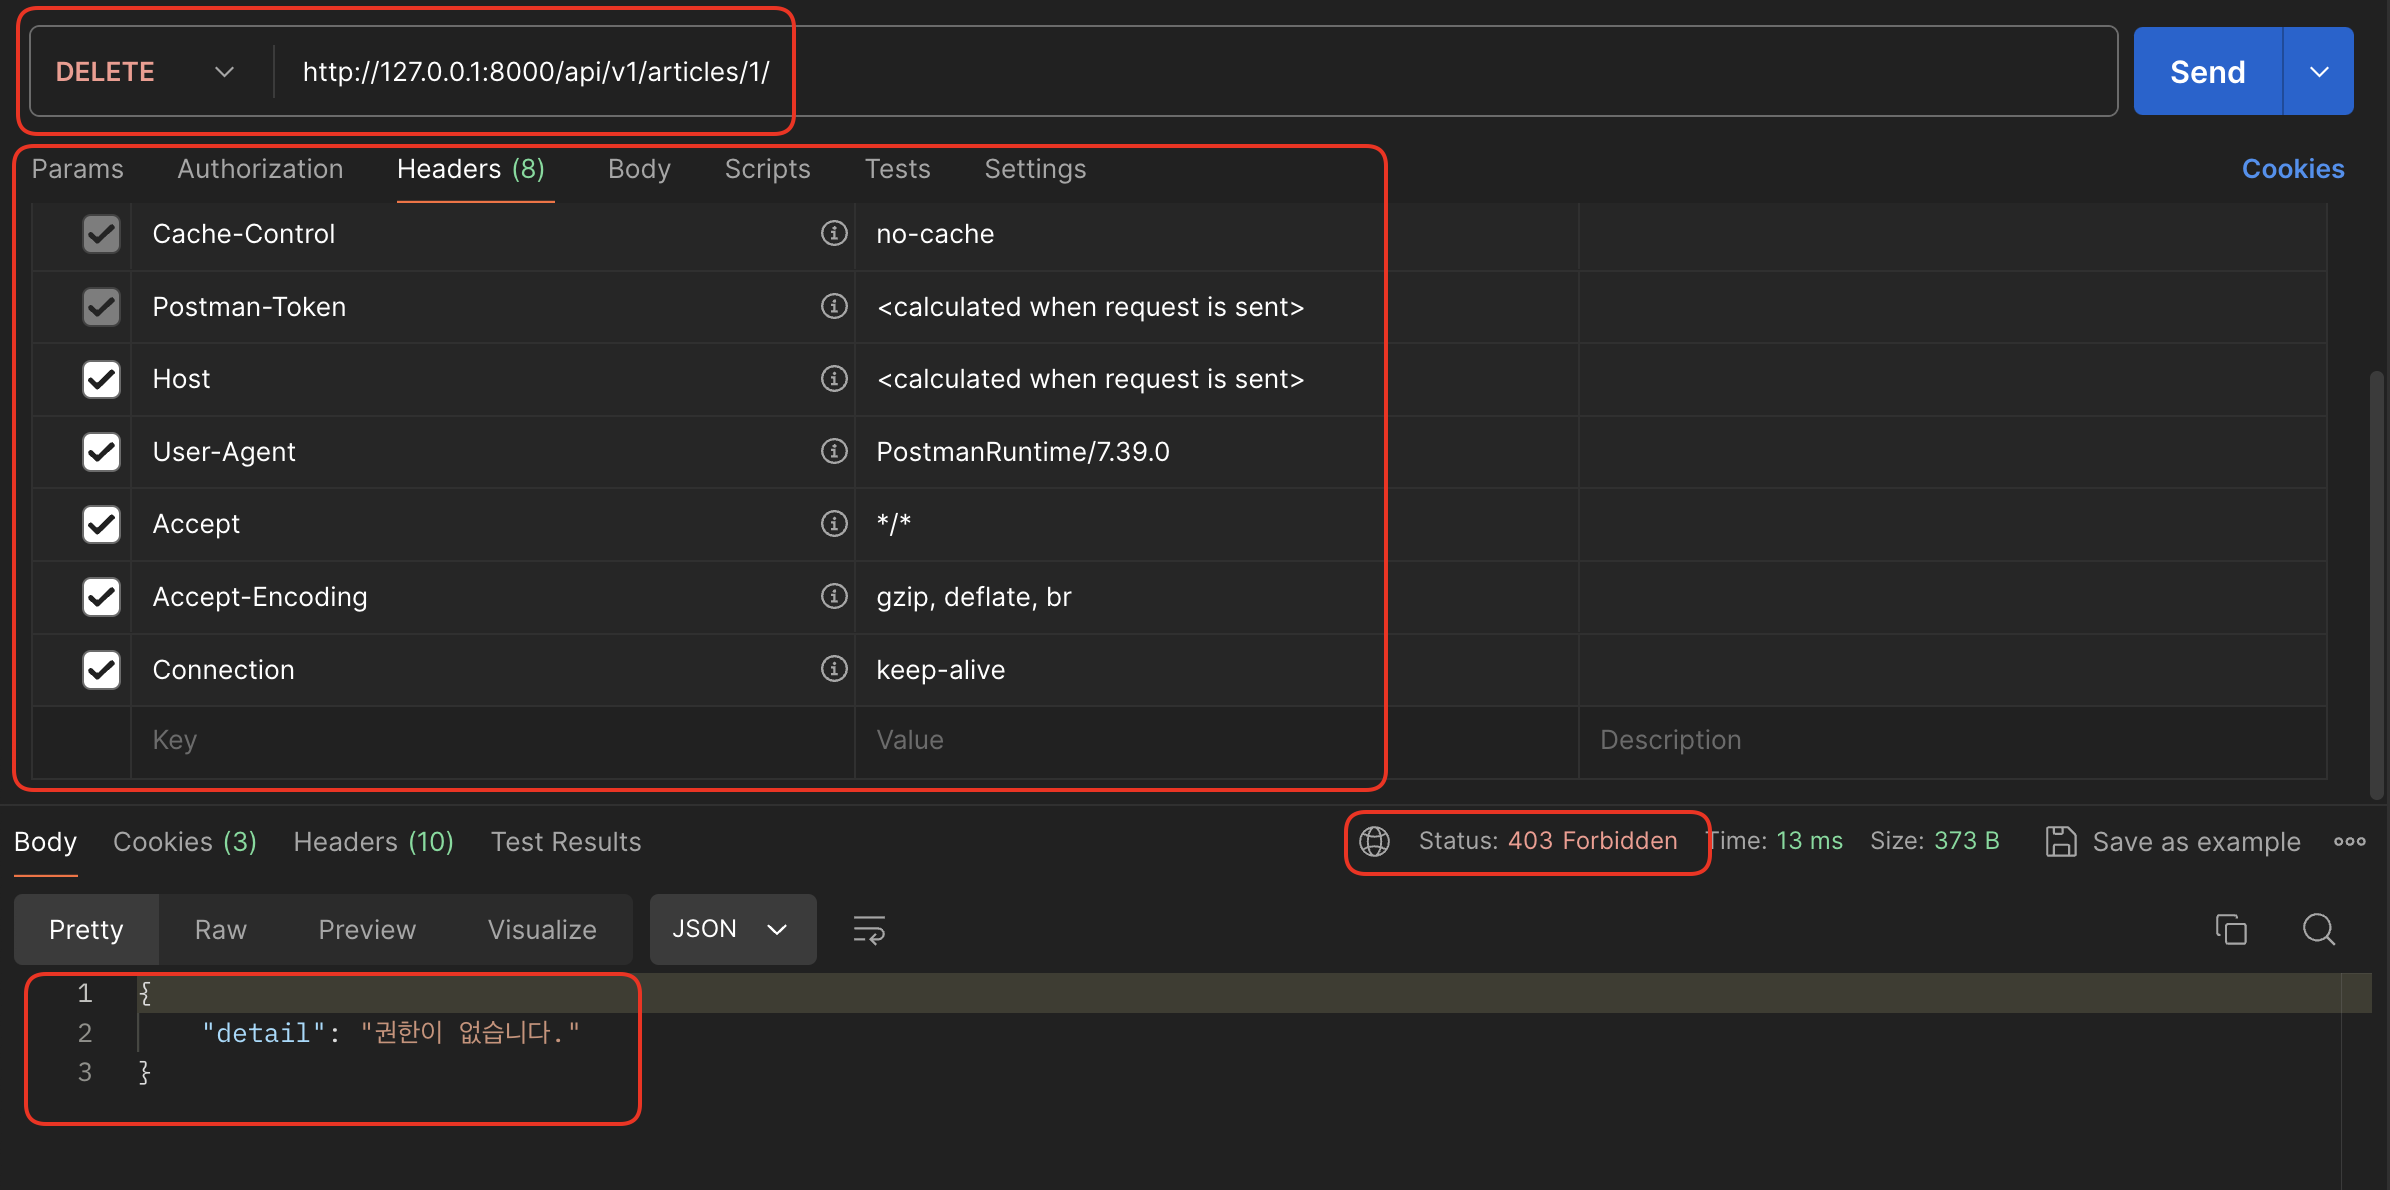 DELETE http://127.0.0.1:8000/api/v1/articles/1/ Send
Params Authorization Headers (8) Body Scripts Tests Settings Cookies
Cache-Control no-cache
Postman-Token <calculated when request is sent>
Host <calculated when request is sent>
User-Agent PostmanRuntime/7.39.0
Accept */*
Accept-Encoding gzip, deflate, br
Connection keep-alive
Key Value Description
Body Cookies (3) Headers (10) Test Results Status: 403 Forbidden Time: 13 ms Size: 373 B Save as example
Pretty Raw Preview Visualize JSON
1 {
2 "detail": "권한이 없습니다."
3 }